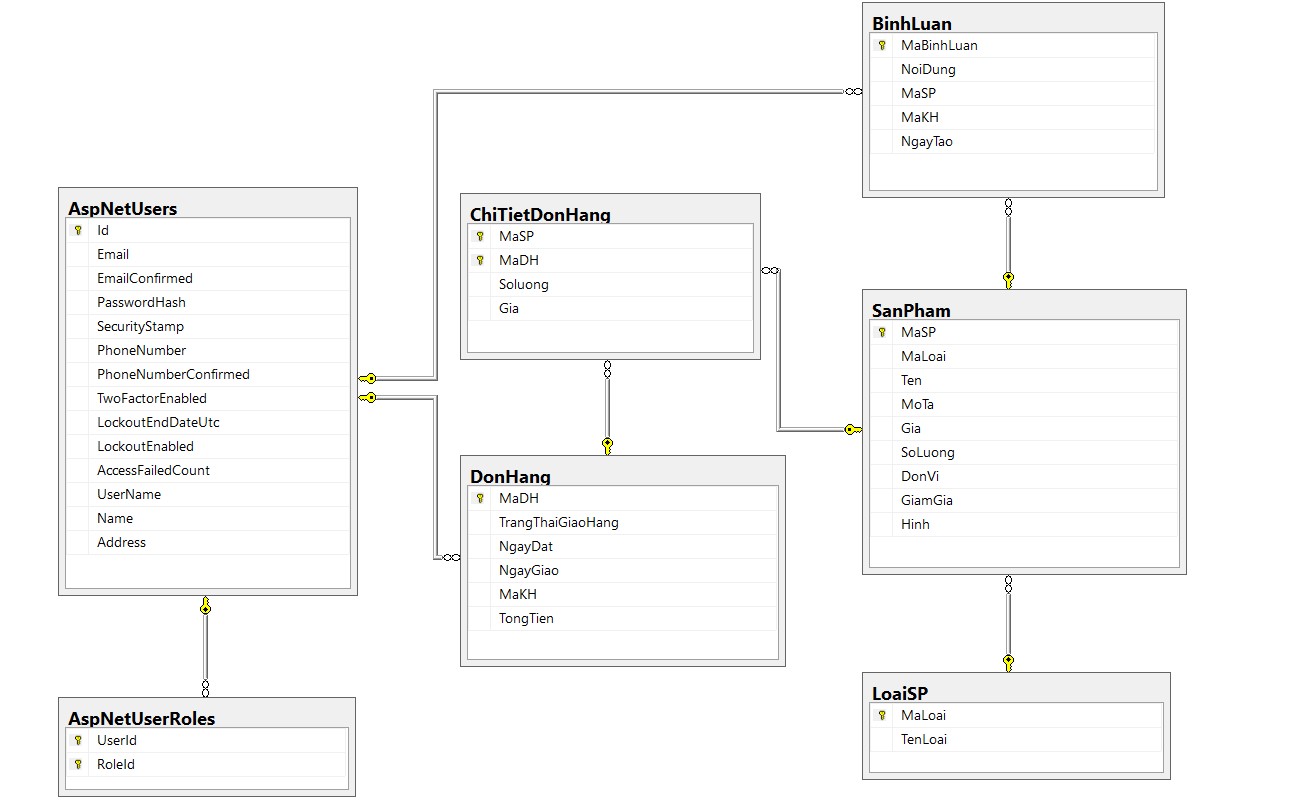 BinhLuan
MaBinhLuan
NoiDung
MaSP
MaKH
NgayTao
AspNetUsers
Id
Email
EmailConfirmed
PasswordHash
SecurityStamp
PhoneNumber
PhoneNumberConfirmed
TwoFactorEnabled
LockoutEndDateUtc
LockoutEnabled
AccessFailedCount
UserName
Name
Address
ChiTietDonHang
MaSP
MaDH
Soluong
Gia
SanPham
MaSP
MaLoai
Ten
MoTa
Gia
SoLuong
DonVi
GiamGia
Hinh
DonHang
MaDH
TrangThaiGiaoHang
NgayDat
NgayGiao
MaKH
TongTien
AspNetUserRoles
UserId
RoleId
LoaiSP
MaLoai
TenLoai